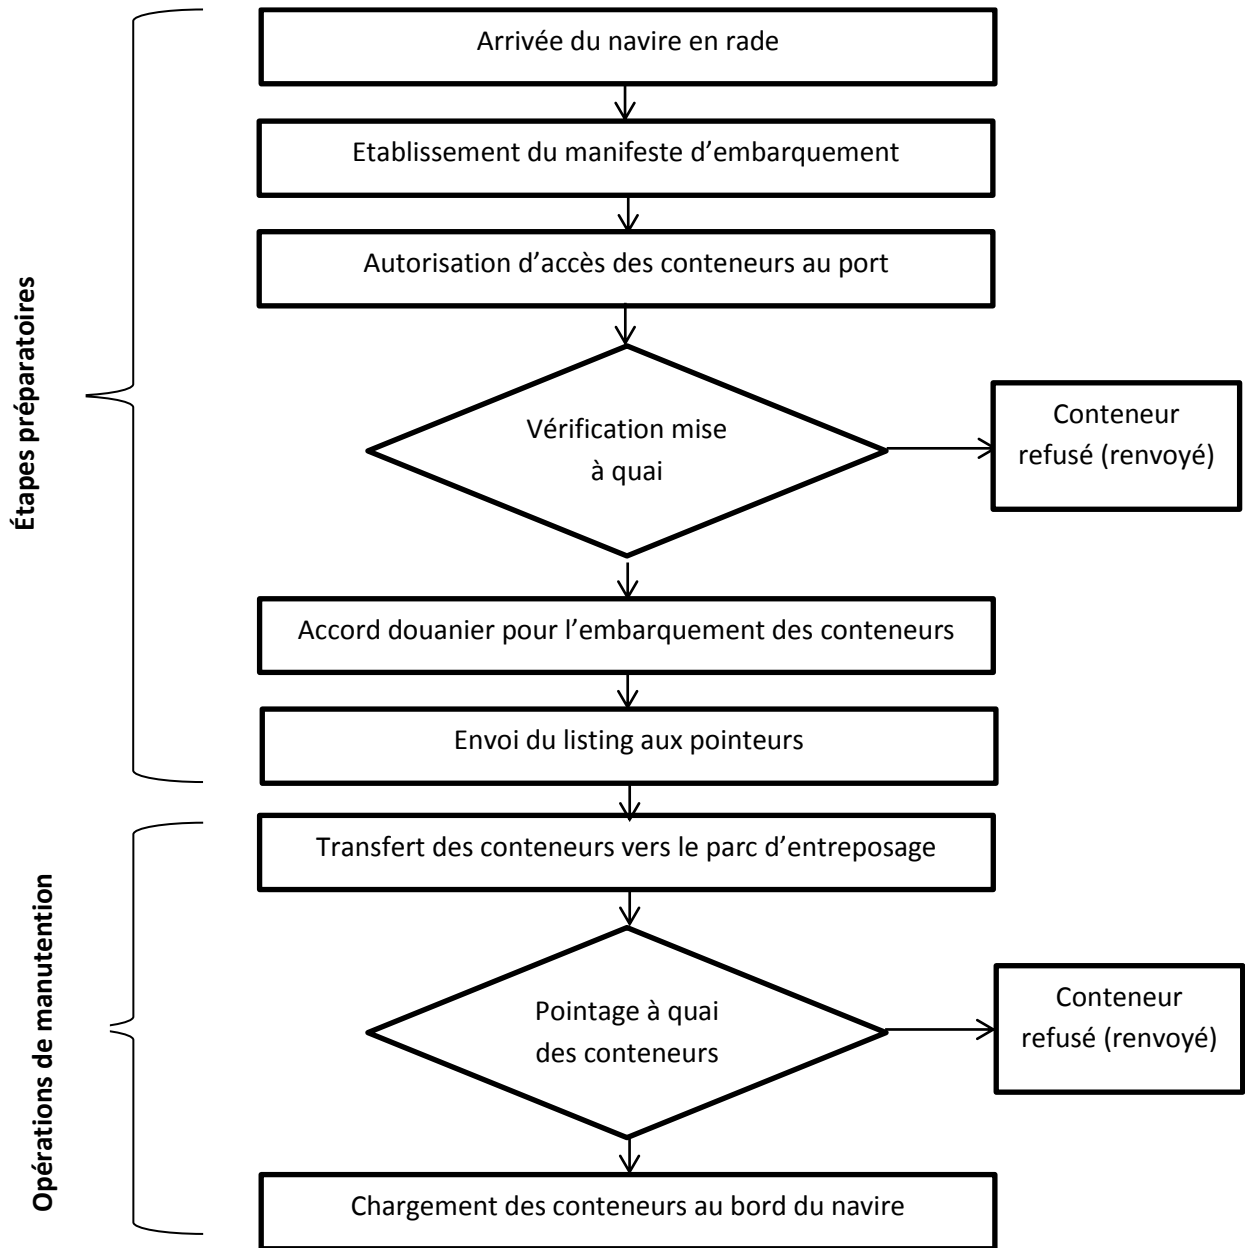 Arrivée du navire en rade
Etablissement du manifeste d’embarquement
Autorisation d’accès des conteneurs au port
Étapes préparatoires
Vérification mise
à quai
Conteneur
refusé (renvoyé)
Accord douanier pour l’embarquement des conteneurs
Envoi du listing aux pointeurs
Transfert des conteneurs vers le parc d’entreposage
Opérations de manutention
Pointage à quai
des conteneurs
Conteneur
refusé (renvoyé)
Chargement des conteneurs au bord du navire